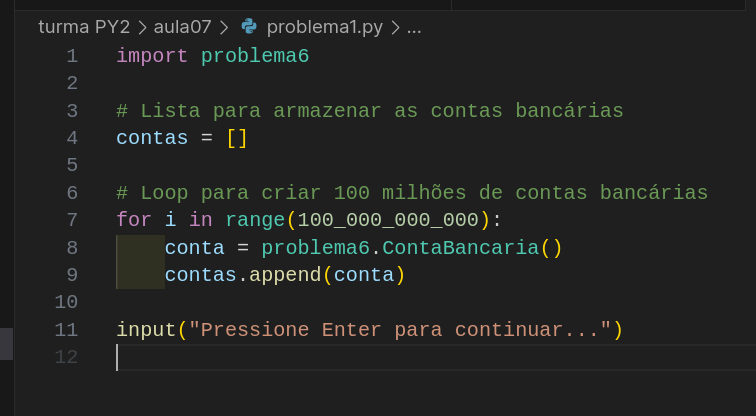 turma PY2 > aula07 > problema1.py > ...
1 import problema6
2
3 # Lista para armazenar as contas bancárias
4 contas = []
5
6 # Loop para criar 100 milhões de contas bancárias
7 for i in range(100_000_000_000):
8     conta = problema6.ContaBancaria()
9     contas.append(conta)
10
11 input("Pressione Enter para continuar...")
12